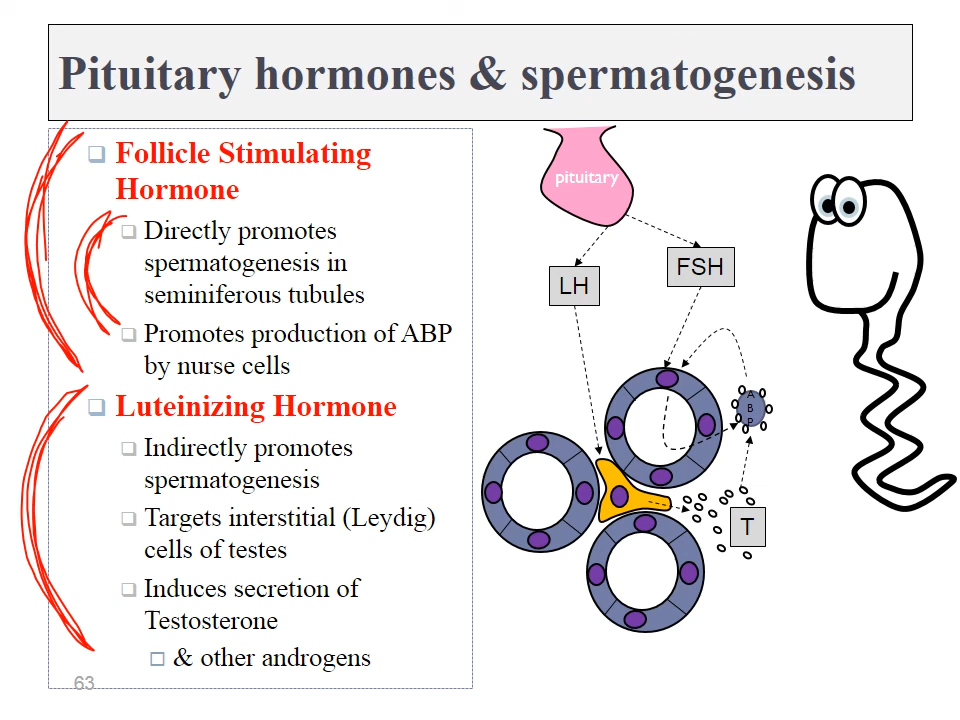 Pituitary hormones & spermatogenesis
Follicle Stimulating
Hormone
Directly promotes
spermatogenesis in
seminiferous tubules
Promotes production of ABP
by nurse cells
Luteinizing Hormone
Indirectly promotes
spermatogenesis
Targets interstitial (Leydig)
cells of testes
Induces secretion of
Testosterone
& other androgens
63
pituitary
LH
FSH
A
B
P
T